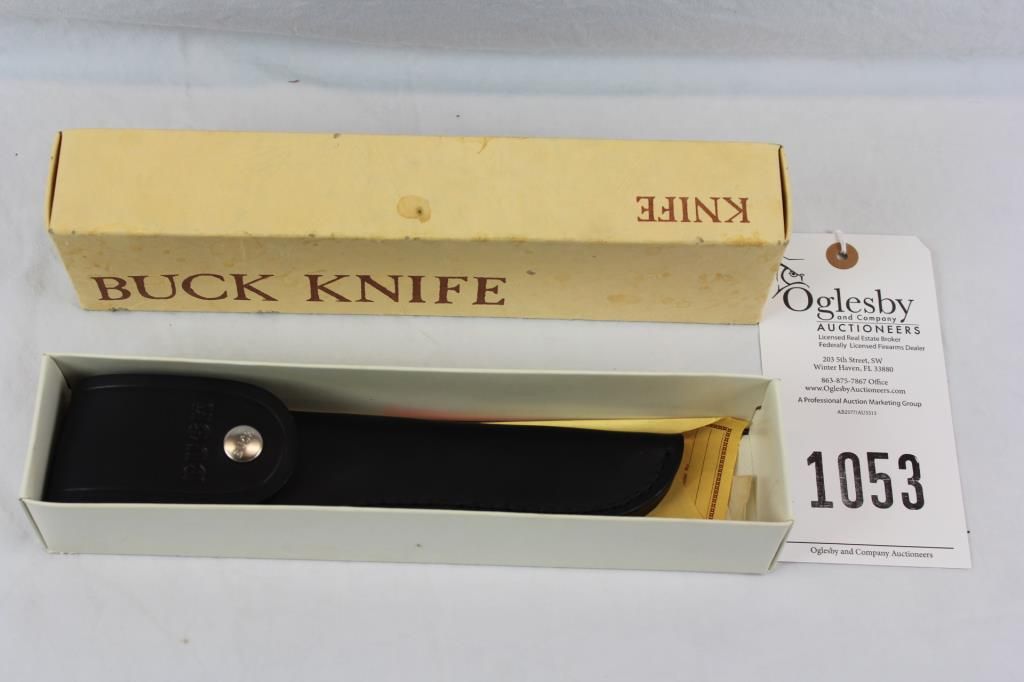 KNIFE
BUCK KNIFE
Oglesby
and Company
AUCTIONEERS
Licensed Real Estate Broker
Federally Licensed Firearms Dealer
203 5th Street, SW
Winter Haven, FL 33880
863-875-7867 Office
www.OglesbyAuctioneers.com
A Professional Auction Marketing Group
AB2577/AU3513
1053
Oglesby and Company Auctioneers